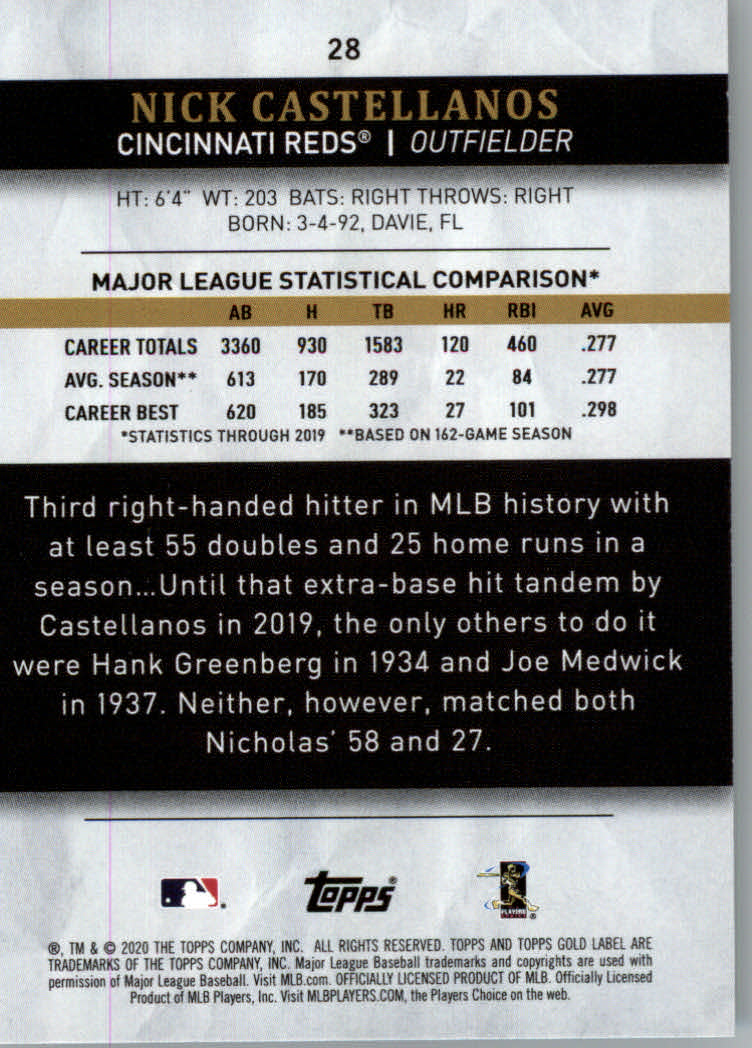 28
NICK CASTELLANOS
CINCINNATI REDS® | OUTFIELDER
HT: 6'4" WT: 203 BATS: RIGHT THROWS: RIGHT
BORN: 3-4-92, DAVIE, FL
MAJOR LEAGUE STATISTICAL COMPARISON*
AB H TB HR RBI AVG
CAREER TOTALS 3360 930 1583 120 460 .277
AVG. SEASON** 613 170 289 22 84 .277
CAREER BEST 620 185 323 27 101 .298
*STATISTICS THROUGH 2019 **BASED ON 162-GAME SEASON
Third right-handed hitter in MLB history with
at least 55 doubles and 25 home runs in a
season...Until that extra-base hit tandem by
Castellanos in 2019, the only others to do it
were Hank Greenberg in 1934 and Joe Medwick
in 1937. Neither, however, matched both
Nicholas' 58 and 27.
topps®
PLAYERS
®, TM & © 2020 THE TOPPS COMPANY, INC. ALL RIGHTS RESERVED. TOPPS AND TOPPS GOLD LABEL ARE
TRADEMARKS OF THE TOPPS COMPANY, INC. Major League Baseball trademarks and copyrights are used with
permission of Major League Baseball. Visit MLB.com. OFFICIALLY LICENSED PRODUCT OF MLB. Officially Licensed
Product of MLB Players, Inc. Visit MLBPLAYERS.COM, the Players Choice on the web.